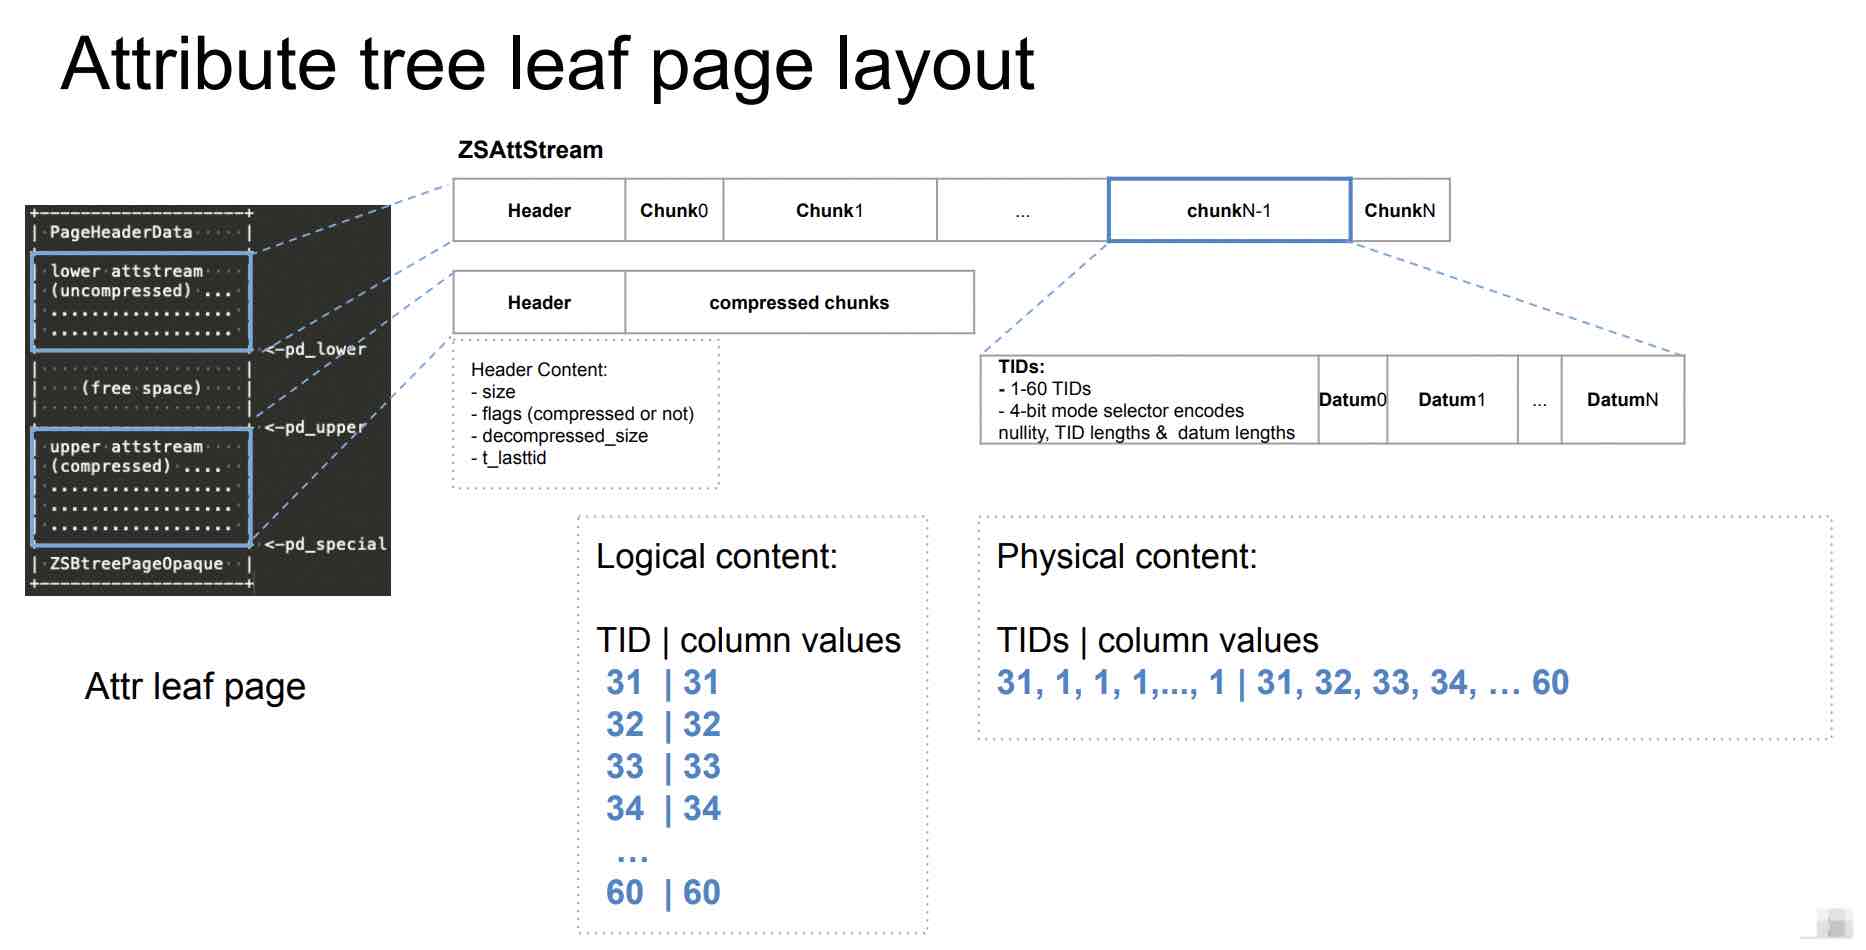 Attribute tree leaf page layout
ZSAttStream
Header Chunk0 Chunk1 ... chunkN-1 ChunkN
Header compressed chunks
Header Content:
- size
- flags (compressed or not)
- decompressed_size
- t_lasttid
TIDs:
- 1-60 TIDs
- 4-bit mode selector encodes
nullity, TID lengths & datum lengths
Datum0 Datum1 ... DatumN
+---------------------+
| PageHeaderData ····· |
| lower attstream ···· |
| (uncompressed) ... |
| .................. |
| .................. |
<-pd_lower
| ···(free space) |
<-pd_upper
| upper attstream |
| (compressed) .... |
| .................. |
| .................. |
| .................. |
<-pd_special
| ZSBtreePageOpaque |
+---------------------+
Attr leaf page
Logical content:
TID | column values
31 | 31
32 | 32
33 | 33
34 | 34
...
60 | 60
Physical content:
TIDs | column values
31, 1, 1, 1,..., 1 | 31, 32, 33, 34, … 60